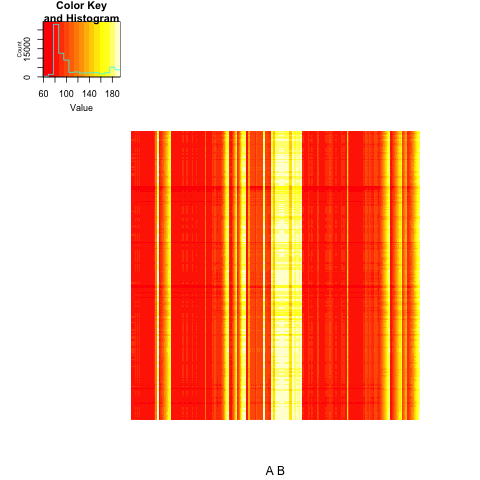 Color Key
and Histogram
Count
0 15000
60 100 140 180
Value
A B